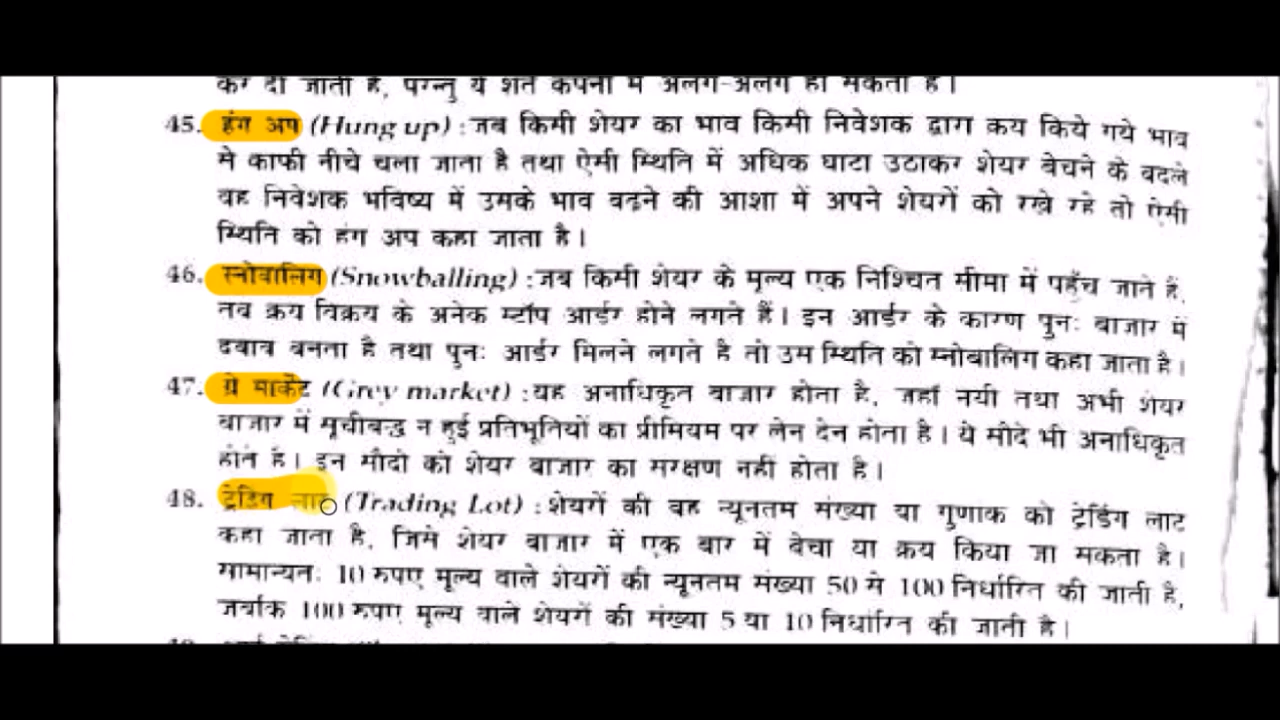 कर दी जाती है, परन्तु ये शर्ते कंपनी में अलग-अलग हो सकती है।
45. हंग अप (Hung up) : जब किसी शेयर का भाव किसी निवेशक द्वारा क्रय किये गये भाव
से काफी नीचे चला जाता है तथा ऐसी स्थिति में अधिक घाटा उठाकर शेयर बेचने के बदले
वह निवेशक भविष्य में उसके भाव बढ़ने की आशा में अपने शेयरों को रखे रहे तो ऐसी
स्थिति को हंग अप कहा जाता है।
46. स्नोबालिंग (Snowballing) : जब किसी शेयर के मूल्य एक निश्चित सीमा में पहुँच जाते हैं,
तब क्रय विक्रय के अनेक स्टॉप आर्डर होने लगते हैं। इन आर्डर के कारण पुनः बाजार में
दबाव बनता है तथा पुनः आर्डर मिलने लगते है तो उस स्थिति को स्नोबालिंग कहा जाता है।
47. ग्रे मार्केट (Grey market) : यह अनाधिकृत बाजार होता है, जहाँ नयी तथा अभी शेयर
बाजार में सूचीबद्ध न हुई प्रतिभूतियों का प्रीमियम पर लेन देन होता है। ये सौदे भी अनाधिकृत
होते है। इन सौदो को शेयर बाजार का संरक्षण नही होता है।
48. ट्रेडिंग लाट (Trading Lot) : शेयरों की वह न्यूनतम संख्या या गुणाक को ट्रेडिंग लाट
कहा जाता है, जिसे शेयर बाजार में एक बार में बेचा या क्रय किया जा सकता है।
सामान्यतः 10 रुपए मूल्य वाले शेयरों की न्यूनतम संख्या 50 से 100 निर्धारित की जाती है,
जबकि 100 रुपए मूल्य वाले शेयरों की संख्या 5 या 10 निर्धारित की जाती है।